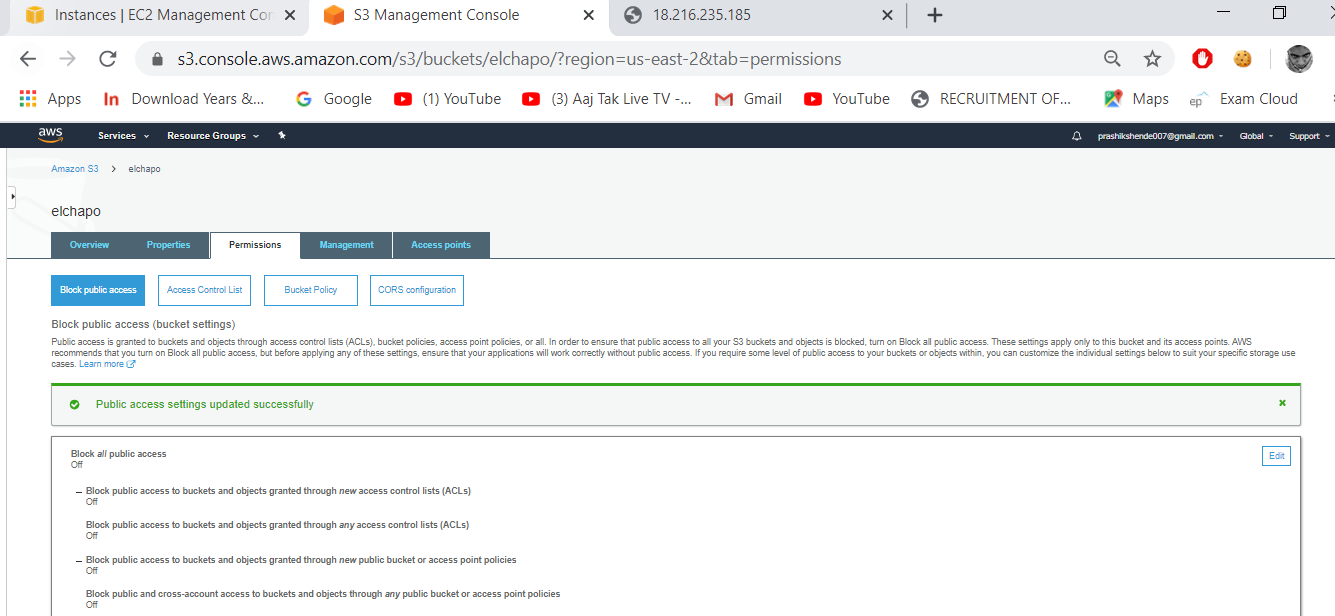 Instances | EC2 Management Con
S3 Management Console
18.216.235.185
s3.console.aws.amazon.com/s3/buckets/elchapo/?region=us-east-2&tab=permissions
Apps
In Download Years &...
Google
(1) YouTube
(3) Aaj Tak Live TV -...
Gmail
YouTube
RECRUITMENT OF...
Maps
ep Exam Cloud
aws
Services
Resource Groups
prashikshende007@gmail.com
Global
Support
Amazon S3
elchapo
elchapo
Overview
Properties
Permissions
Management
Access points
Block public access
Access Control List
Bucket Policy
CORS configuration
Block public access (bucket settings)
Public access is granted to buckets and objects through access control lists (ACLs), bucket policies, access point policies, or all. In order to ensure that public access to all your S3 buckets and objects is blocked, turn on Block all public access. These settings apply only to this bucket and its access points. AWS
recommends that you turn on Block all public access, but before applying any of these settings, ensure that your applications will work correctly without public access. If you require some level of public access to your buckets or objects within, you can customize the individual settings below to suit your specific storage use
cases. Learn more
Public access settings updated successfully
Block all public access
Off
Edit
Block public access to buckets and objects granted through new access control lists (ACLs)
Off
Block public access to buckets and objects granted through any access control lists (ACLs)
Off
Block public access to buckets and objects granted through new public bucket or access point policies
Off
Block public and cross-account access to buckets and objects through any public bucket or access point policies
Off